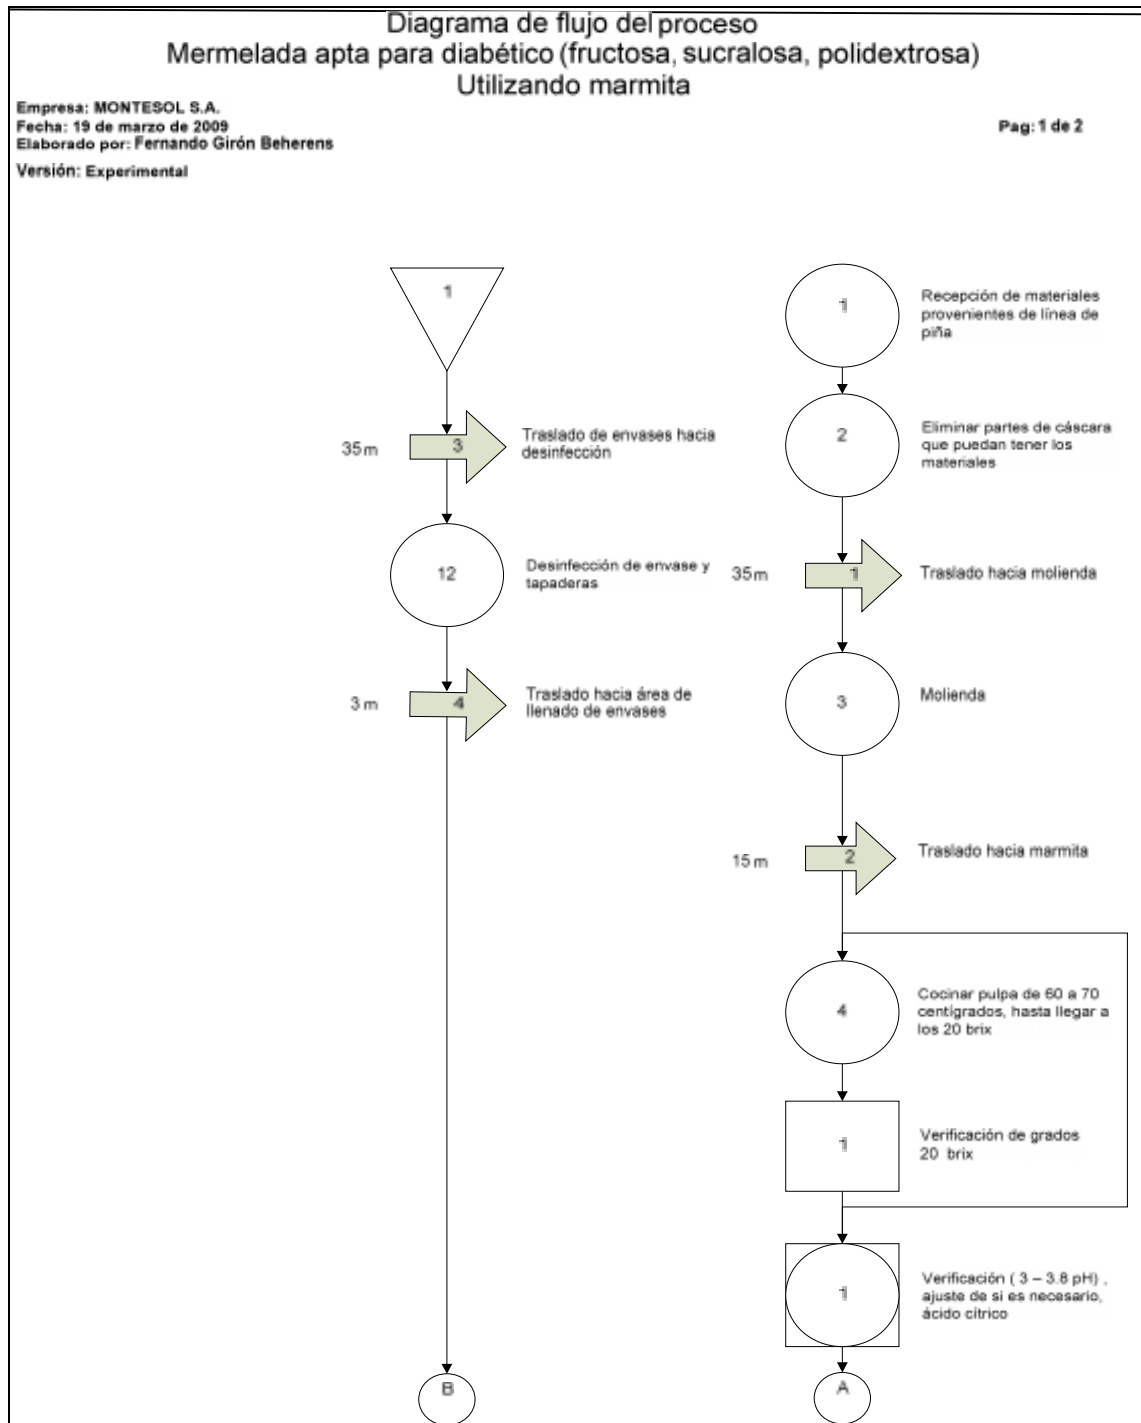 Diagrama de flujo del proceso
Mermelada apta para diabético (fructosa, sucralosa, polidextrosa)
Utilizando marmita
Empresa: MONTESOL S.A.
Fecha: 19 de marzo de 2009
Elaborado por: Fernando Girón Beherens
Versión: Experimental
Pag: 1 de 2
1
35 m
3
Traslado de envases hacia
desinfección
12
Desinfección de envase y
tapaderas
3 m
4
Traslado hacia área de
llenado de envases
B
1
Recepción de materiales
provenientes de línea de
piña
2
Eliminar partes de cáscara
que puedan tener los
materiales
35 m
1
Traslado hacia molienda
3
Molienda
15 m
2
Traslado hacia marmita
4
Cocinar pulpa de 60 a 70
centígrados, hasta llegar a
los 20 brix
1
Verificación de grados
20 brix
1
Verificación ( 3 – 3.8 pH) ,
ajuste de si es necesario,
ácido cítrico
A